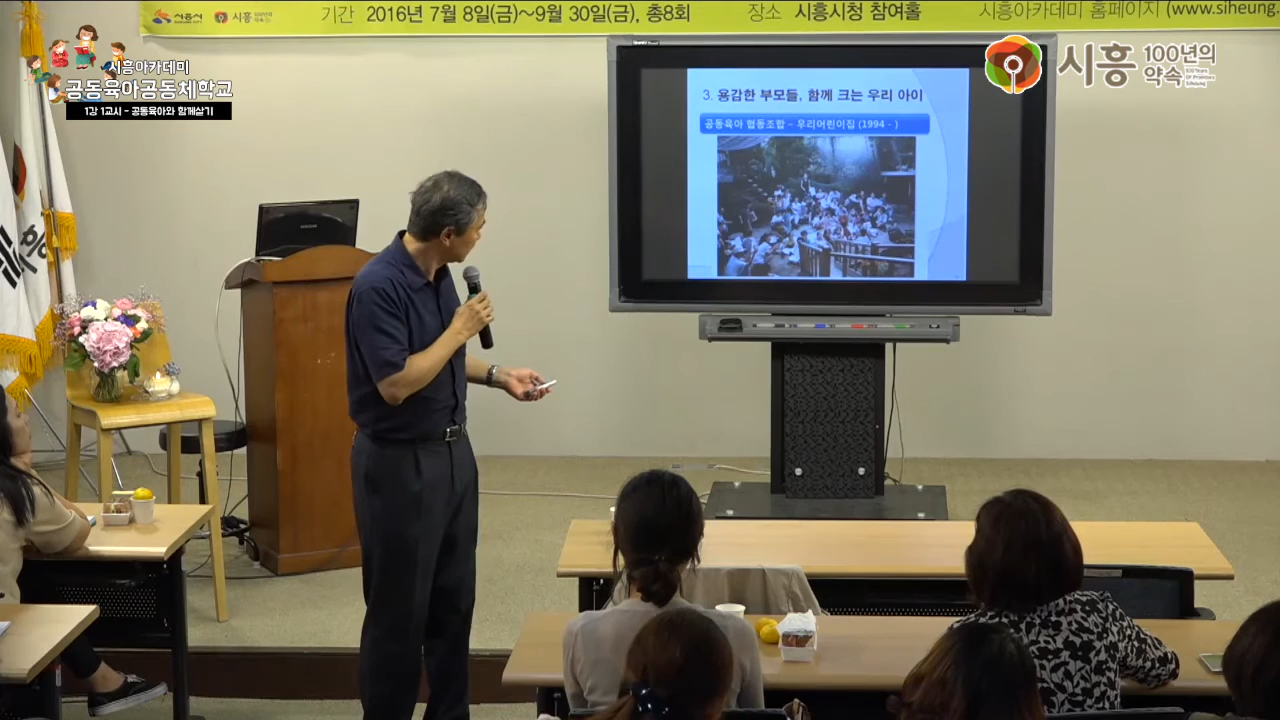 시흥시 시흥 기간 2016년 7월 8일(금)~9월 30일(금), 총8회 장소 시흥시청 참여홀 시흥아카데미 홈페이지 (www.siheung.
시흥아카데미
공동육아공동체학교
1강 1교시 - 공동육아와 함께살기
시흥 100년의 약속
3. 용감한 부모들, 함께 크는 우리 아이
공동육아 협동조합 – 우리어린이집 (1994 - )